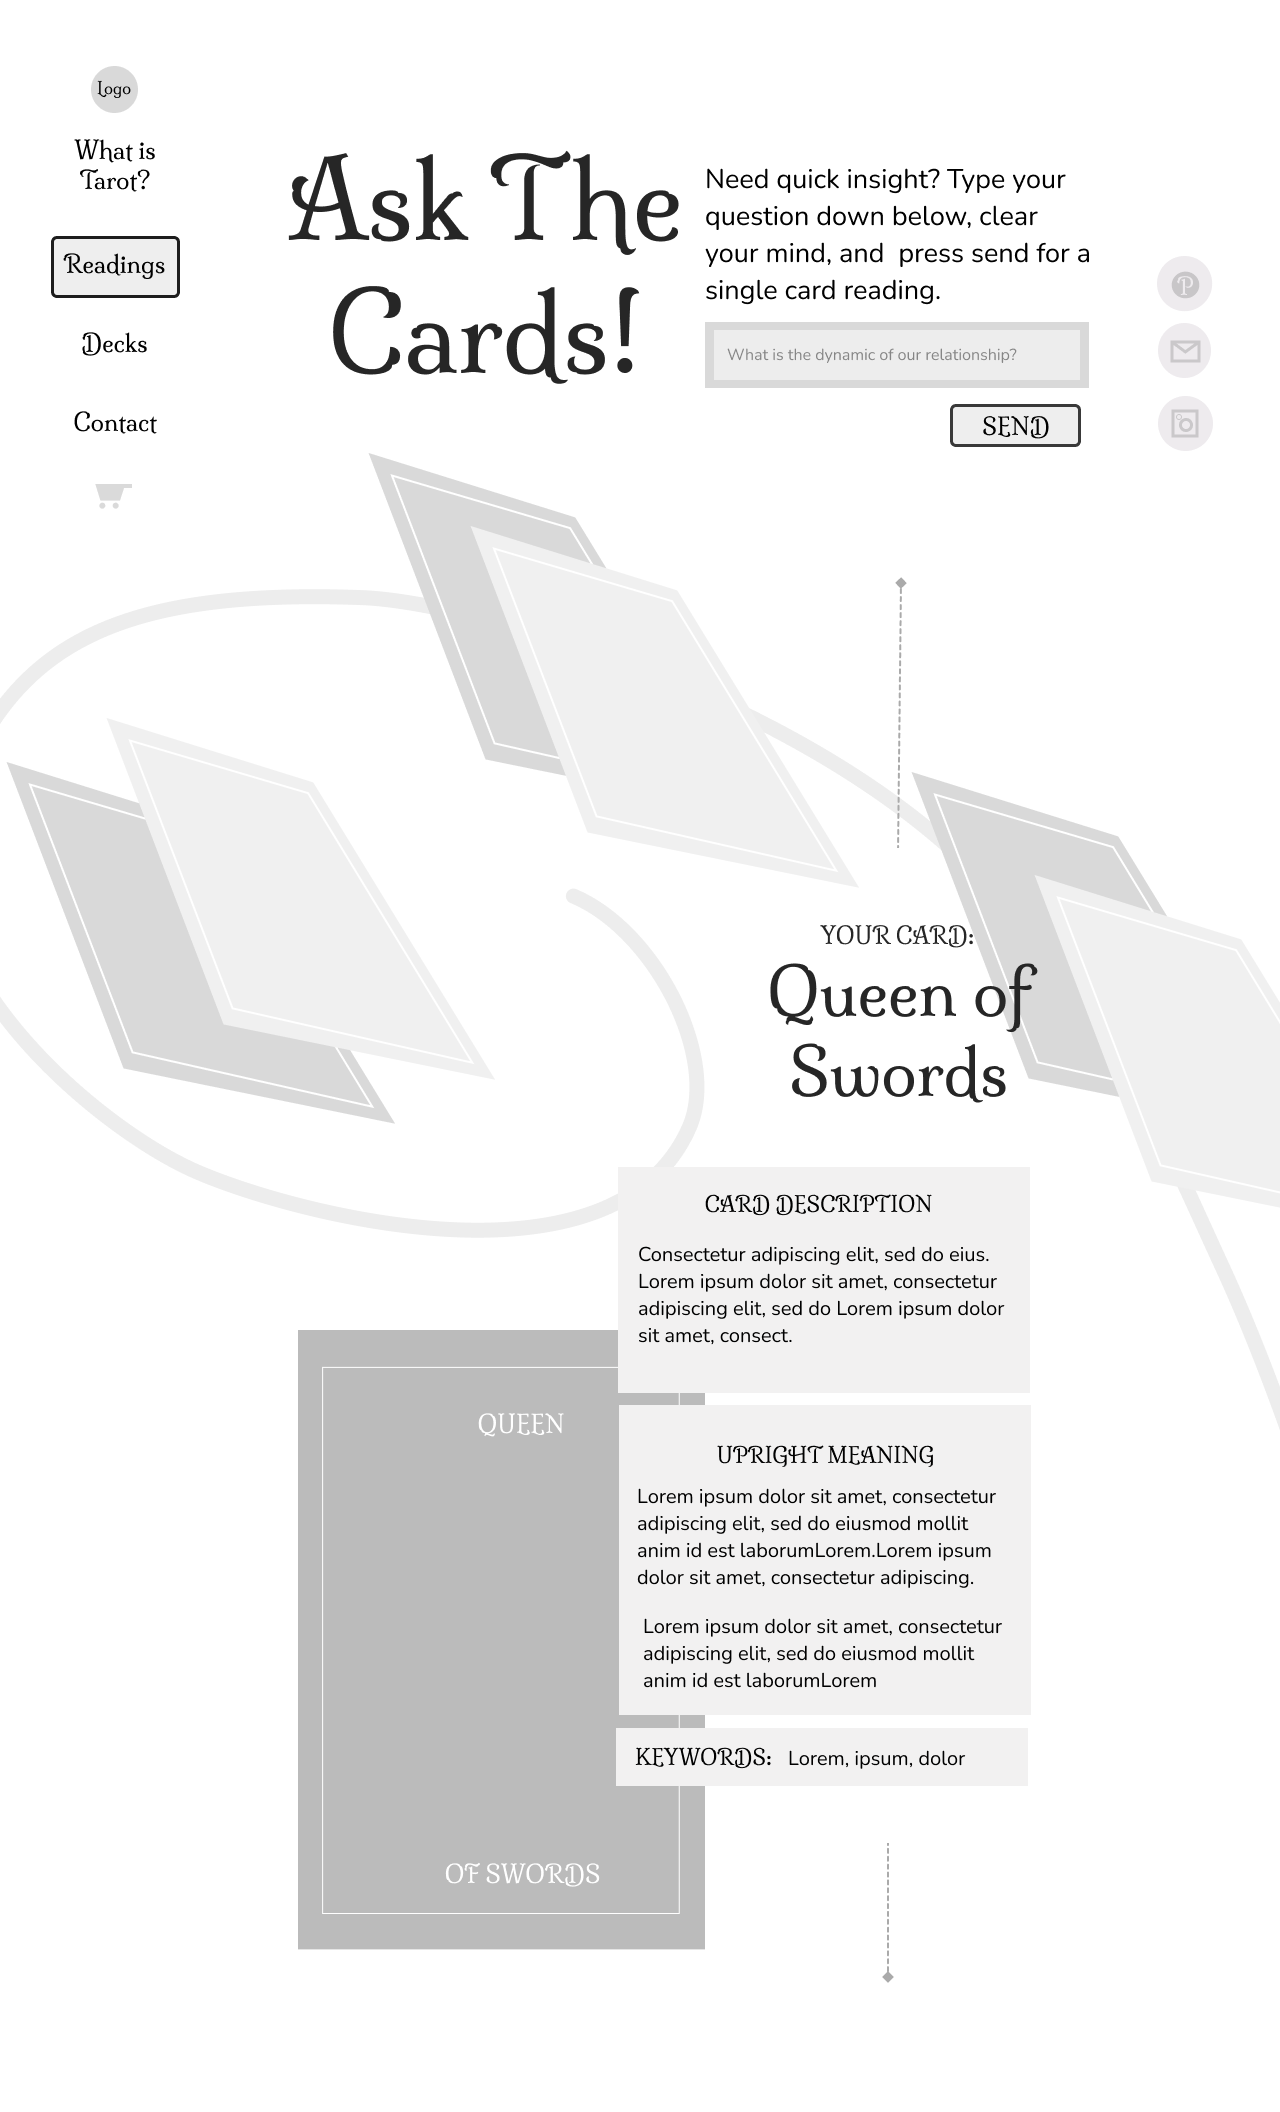 Logo
What is
Tarot?
Readings
Decks
Contact
Ask The
Cards!
Need quick insight? Type your
question down below, clear
your mind, and  press send for a
single card reading.
What is the dynamic of our relationship?
SEND
YOUR CARD:
Queen of
Swords
CARD DESCRIPTION
Consectetur adipiscing elit, sed do eius.
Lorem ipsum dolor sit amet, consectetur
adipiscing elit, sed do Lorem ipsum dolor
sit amet, consect.
QUEEN
OF SWORDS
UPRIGHT MEANING
Lorem ipsum dolor sit amet, consectetur
adipiscing elit, sed do eiusmod mollit
anim id est laborumLorem.Lorem ipsum
dolor sit amet, consectetur adipiscing.
Lorem ipsum dolor sit amet, consectetur
adipiscing elit, sed do eiusmod mollit
anim id est laborumLorem
KEYWORDS: Lorem, ipsum, dolor